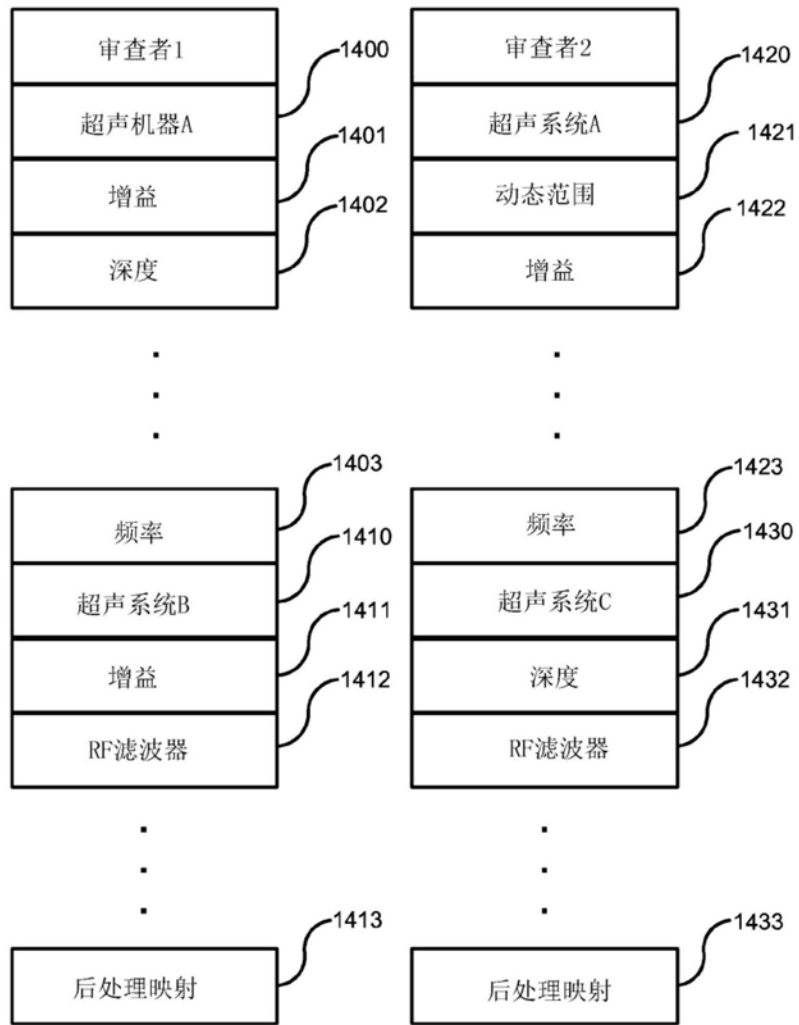 审查者1
超声机器A
1400
增益
1401
深度
1402
频率
1403
超声系统B
1410
增益
1411
RF滤波器
1412
后处理映射
1413
审查者2
超声系统A
1420
动态范围
1421
增益
1422
频率
1423
超声系统C
1430
深度
1431
RF滤波器
1432
后处理映射
1433